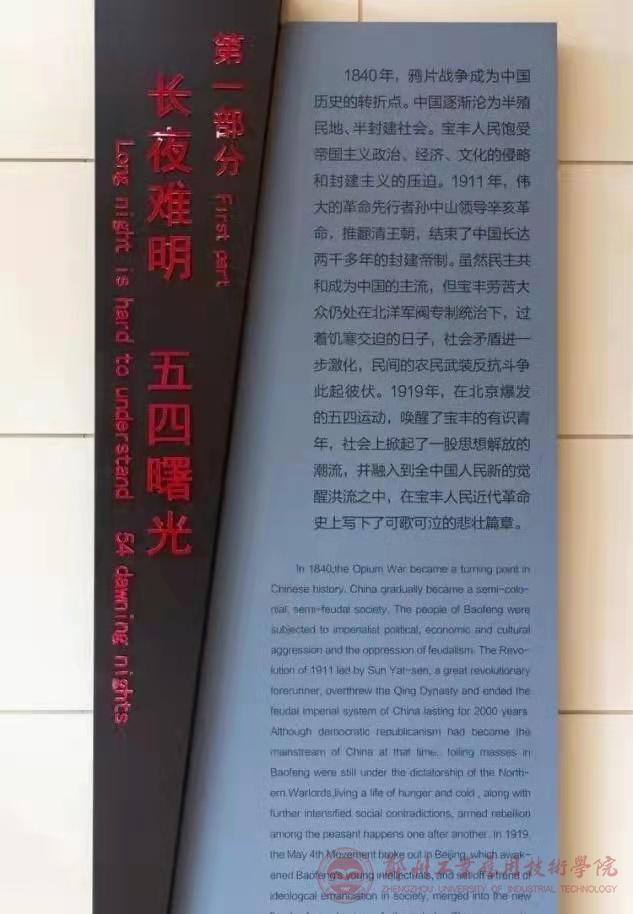 第一部分 First part
长夜难明 五四曙光
Long night is hard to understand 54 dawning nights
1840年，鸦片战争成为中国
历史的转折点。中国逐渐沦为半殖
民地、半封建社会。宝丰人民饱受
帝国主义政治、经济、文化的侵略
和封建主义的压迫。1911年，伟
大的革命先行者孙中山领导辛亥革
命，推翻清王朝，结束了中国长达
两千多年的封建帝制。虽然民主共
和成为中国的主流，但宝丰劳苦大
众仍处在北洋军阀专制统治下，过
着饥寒交迫的日子，社会矛盾进一
步激化，民间的农民武装反抗斗争
此起彼伏。1919年，在北京爆发
的五四运动，唤醒了宝丰的有识青
年，社会上掀起了一股思想解放的
潮流，并融入到全中国人民新的觉
醒洪流之中，在宝丰人民近代革命
史上写下了可歌可泣的悲壮篇章。
In 1840,the Opium War became a turning point in
Chinese history. China gradually became a semi-colo-
nial, semi-feudal society. The people of Baofeng were
subjected to imperialist political, economic and cultural
aggression and the oppression of feudalism. The Revo-
lution of 1911 led by Sun Yat-sen, a great revolutionary
forerunner, overthrew the Qing Dynasty and ended the
feudal imperial system of China lasting for 2000 years.
Although democratic republicanism had become the
mainstream of China at that time, toiling masses in
Baofeng were still under the dictatorship of the North-
ern Warlords,living a life of hunger and cold , along with
further intensified social contradictions, armed rebellion
among the peasant happens one after another. In 1919,
the May 4th Movement broke out in Beijing, which awak-
ened Baofeng's young intellectuals, and set off a trend of
ideological emancipation in society, merged into the new
郑州工业应用技術學院
ZHENGZHOU UNIVERSITY OF INDUSTRIAL TECHNOLOGY